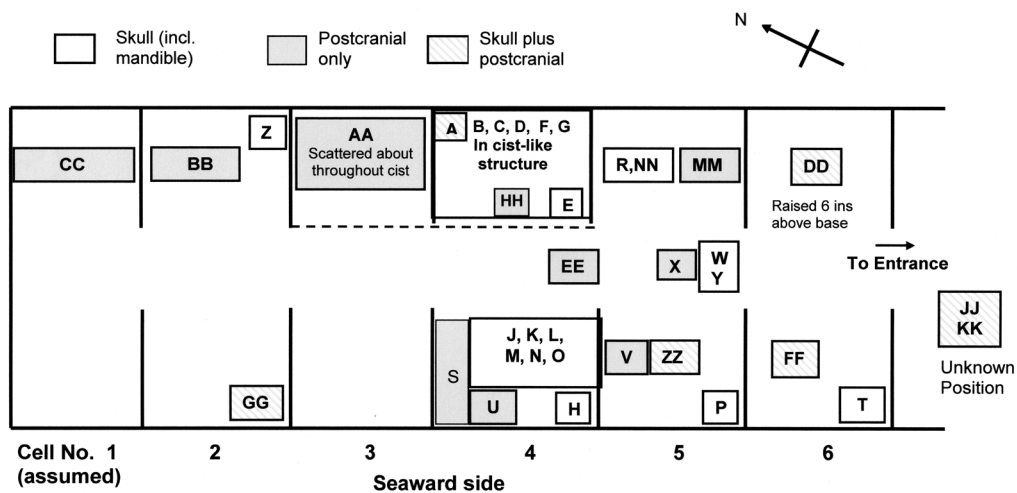 N
Skull (incl.
mandible)
Postcranial
only
Skull plus
postcranial
CC
BB
Z
AA
Scattered about
throughout cist
A
B, C, D, F, G
In cist-like
structure
HH
E
R,NN
MM
DD
Raised 6 ins
above base
EE
X
W
Y
To Entrance
JJ
KK
Unknown
Position
GG
S
J, K, L,
M, N, O
U
H
V
ZZ
P
FF
T
Cell No. 1
(assumed)
2
3
4
5
6
Seaward side